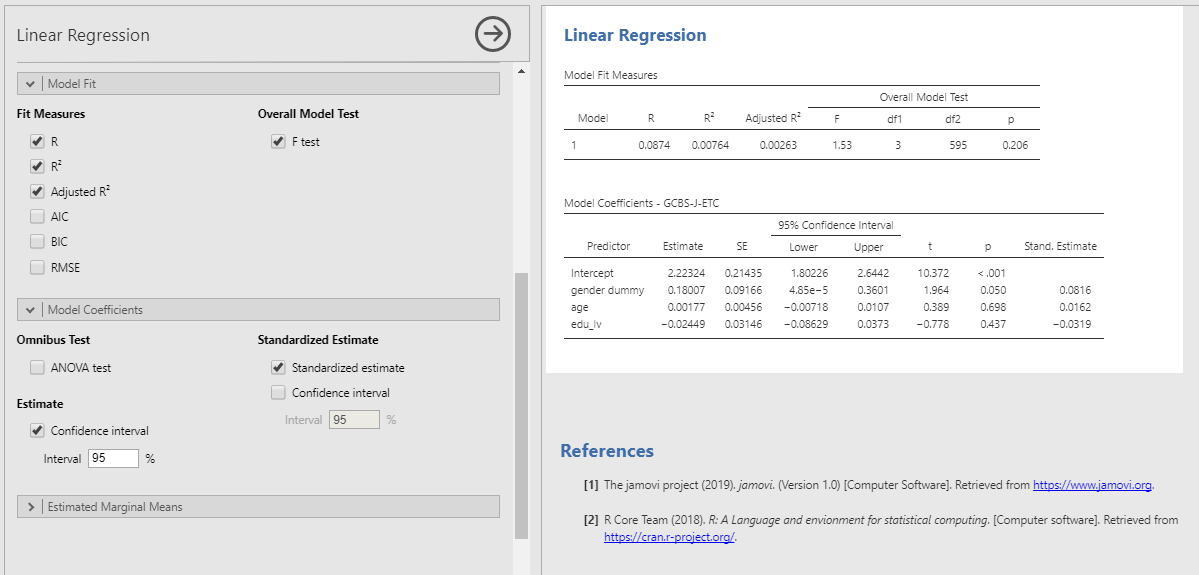 Linear Regression
Model Fit
Fit Measures
Overall Model Test
R
F test
R²
Adjusted R²
AIC
BIC
RMSE
Model Coefficients
Omnibus Test
Standardized Estimate
ANOVA test
Standardized estimate
Confidence interval
Estimate
Interval 95 %
Confidence interval
Interval 95 %
Estimated Marginal Means
Linear Regression
Model Fit Measures
Overall Model Test
Model R R² Adjusted R² F df1 df2 p
1 0.0874 0.00764 0.00263 1.53 3 595 0.206
Model Coefficients - GCBS-J-ETC
95% Confidence Interval
Predictor Estimate SE Lower Upper t p Stand. Estimate
Intercept 2.22324 0.21435 1.80226 2.6442 10.372 < .001
gender dummy 0.18007 0.09166 4.85e−5 0.3601 1.964 0.050 0.0816
age 0.00177 0.00456 −0.00718 0.0107 0.389 0.698 0.0162
edu_lv −0.02449 0.03146 −0.08629 0.0373 −0.778 0.437 −0.0319
References
[1] The jamovi project (2019). jamovi. (Version 1.0) [Computer Software]. Retrieved from https://www.jamovi.org.
[2] R Core Team (2018). R: A Language and envionment for statistical computing. [Computer software]. Retrieved from
https://cran.r-project.org/.